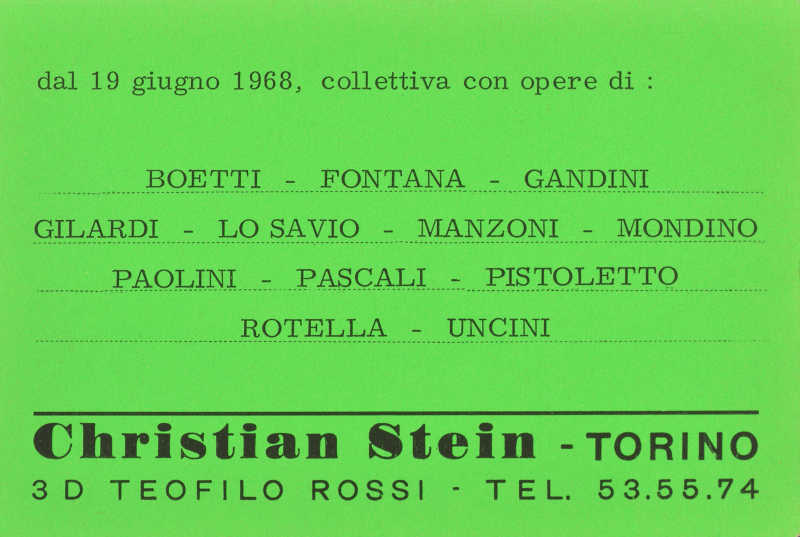 dal 19 giugno 1968, collettiva con opere di :
BOETTI - FONTANA - GANDINI
GILARDI - LO SAVIO - MANZONI - MONDINO
PAOLINI - PASCALI - PISTOLETTO
ROTELLA - UNCINI
Christian Stein - TORINO
3 D TEOFILO ROSSI - TEL. 53.55.74